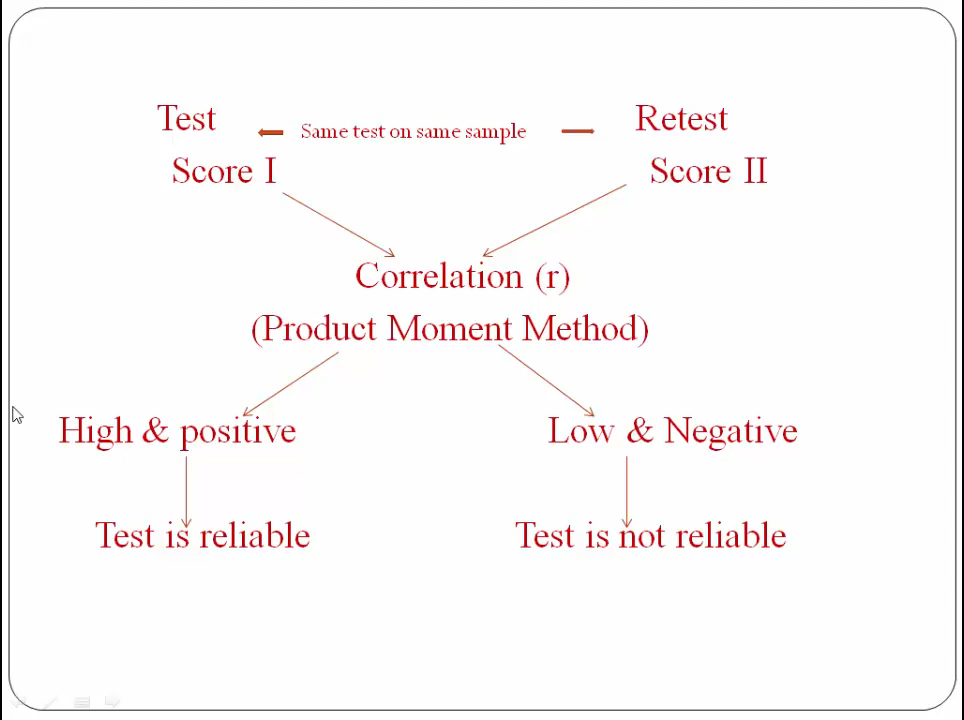 Test
Same test on same sample
Retest
Score I
Score II
Correlation (r)
(Product Moment Method)
High & positive
Low & Negative
Test is reliable
Test is not reliable